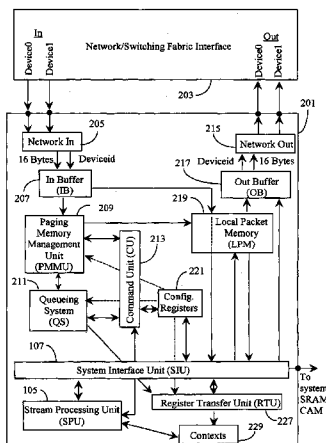 In
Out
Device0
Device1
Network/Switching Fabric Interface
Device0
Device1
203
201
205
Network In
215
Network Out
16 Bytes
Deviceid
217
Deviceid
16 Bytes
In Buffer
(IB)
207
Out Buffer
(OB)
209
219
Paging
Memory
Management
Unit
(PMMU)
213
Local Packet
Memory
(LPM)
Command Unit (CU)
211
221
Queueing
System
(QS)
Config.
Registers
107
System Interface Unit (SIU)
To
system
SRAM
CAM
105
Stream Processing Unit
(SPU)
Register Transfer Unit (RTU)
227
Contexts
229